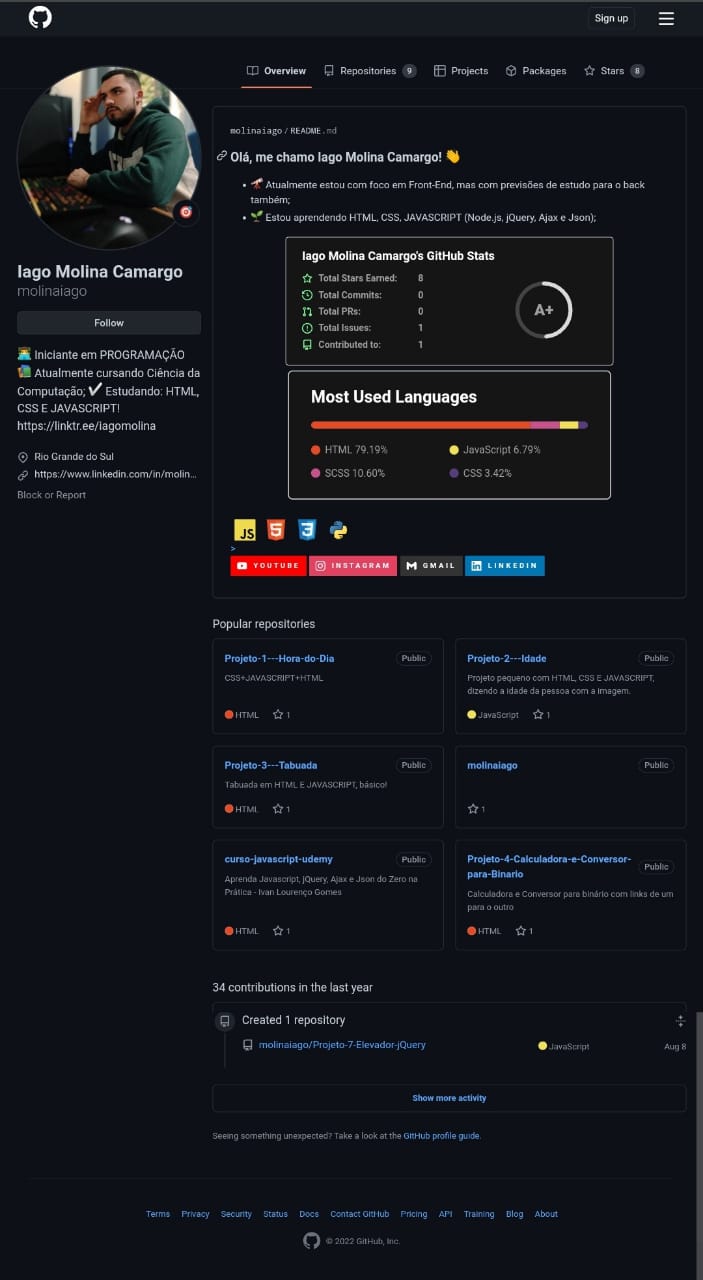 Sign up
Overview
Repositories 9
Projects
Packages
Stars 8
Iago Molina Camargo
molinaiago
Follow
Iniciante em PROGRAMAÇÃO
Atualmente cursando Ciência da
Computação; Estudando: HTML,
CSS E JAVASCRIPT!
https://linktr.ee/iagomolina
Rio Grande do Sul
https://www.linkedin.com/in/molin...
Block or Report
molinaiago / README.md
Olá, me chamo Iago Molina Camargo!
Atualmente estou com foco em Front-End, mas com previsões de estudo para o back
também;
Estou aprendendo HTML, CSS, JAVASCRIPT (Node.js, jQuery, Ajax e Json);
Iago Molina Camargo's GitHub Stats
Total Stars Earned: 8
Total Commits: 0
Total PRs: 0
Total Issues: 1
Contributed to: 1
A+
Most Used Languages
HTML 79.19%
JavaScript 6.79%
SCSS 10.60%
CSS 3.42%
JS 5 3
>
YOUTUBE
INSTAGRAM
GMAIL
LINKEDIN
Popular repositories
Projeto-1---Hora-do-Dia
Public
CSS+JAVASCRIPT+HTML
HTML 1
Projeto-2---Idade
Public
Projeto pequeno com HTML, CSS E JAVASCRIPT,
dizendo a idade da pessoa com a imagem.
JavaScript 1
Projeto-3---Tabuada
Public
Tabuada em HTML E JAVASCRIPT, básico!
HTML 1
molinaiago
Public
1
curso-javascript-udemy
Public
Aprenda Javascript, jQuery, Ajax e Json do Zero na
Prática - Ivan Lourenço Gomes
HTML 1
Projeto-4-Calculadora-e-Conversor-
para-Binario
Public
Calculadora e Conversor para binário com links de um
para o outro
HTML 1
34 contributions in the last year
Created 1 repository
molinaiago/Projeto-7-Elevador-jQuery
JavaScript
Aug 8
Show more activity
Seeing something unexpected? Take a look at the GitHub profile guide.
Terms Privacy Security Status Docs Contact GitHub Pricing API Training Blog About
© 2022 GitHub, Inc.